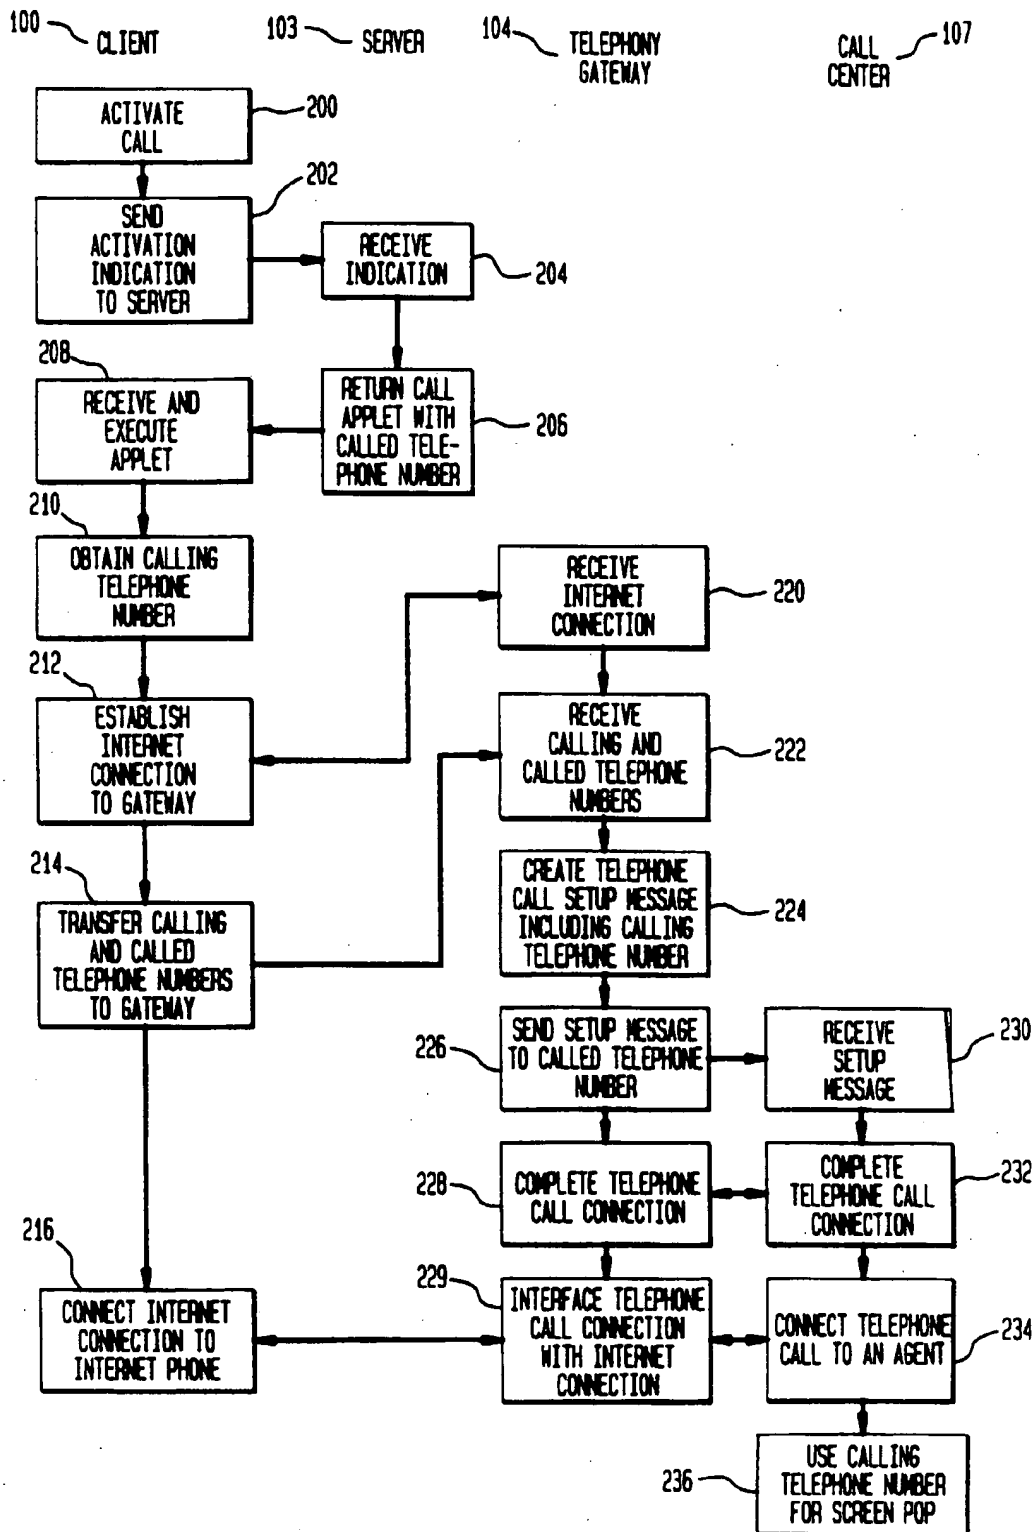 100 CLIENT
103 SERVER
104 TELEPHONY
GATEWAY
CALL
CENTER
107
ACTIVATE
CALL
200
SEND
ACTIVATION
INDICATION
TO SERVER
202
RECEIVE
INDICATION
204
RETURN CALL
APPLET WITH
CALLED TELE-
PHONE NUMBER
206
208
RECEIVE AND
EXECUTE
APPLET
210
OBTAIN CALLING
TELEPHONE
NUMBER
212
ESTABLISH
INTERNET
CONNECTION
TO GATEWAY
214
TRANSFER CALLING
AND CALLED
TELEPHONE NUMBERS
TO GATEWAY
216
CONNECT INTERNET
CONNECTION TO
INTERNET PHONE
RECEIVE
INTERNET
CONNECTION
220
RECEIVE
CALLING AND
CALLED TELEPHONE
NUMBERS
222
CREATE TELEPHONE
CALL SETUP MESSAGE
INCLUDING CALLING
TELEPHONE NUMBER
224
226
SEND SETUP MESSAGE
TO CALLED TELEPHONE
NUMBER
228
COMPLETE TELEPHONE
CALL CONNECTION
229
INTERFACE TELEPHONE
CALL CONNECTION
WITH INTERNET
CONNECTION
RECEIVE
SETUP
MESSAGE
230
COMPLETE
TELEPHONE CALL
CONNECTION
232
CONNECT TELEPHONE
CALL TO AN AGENT
234
236
USE CALLING
TELEPHONE NUMBER
FOR SCREEN POP